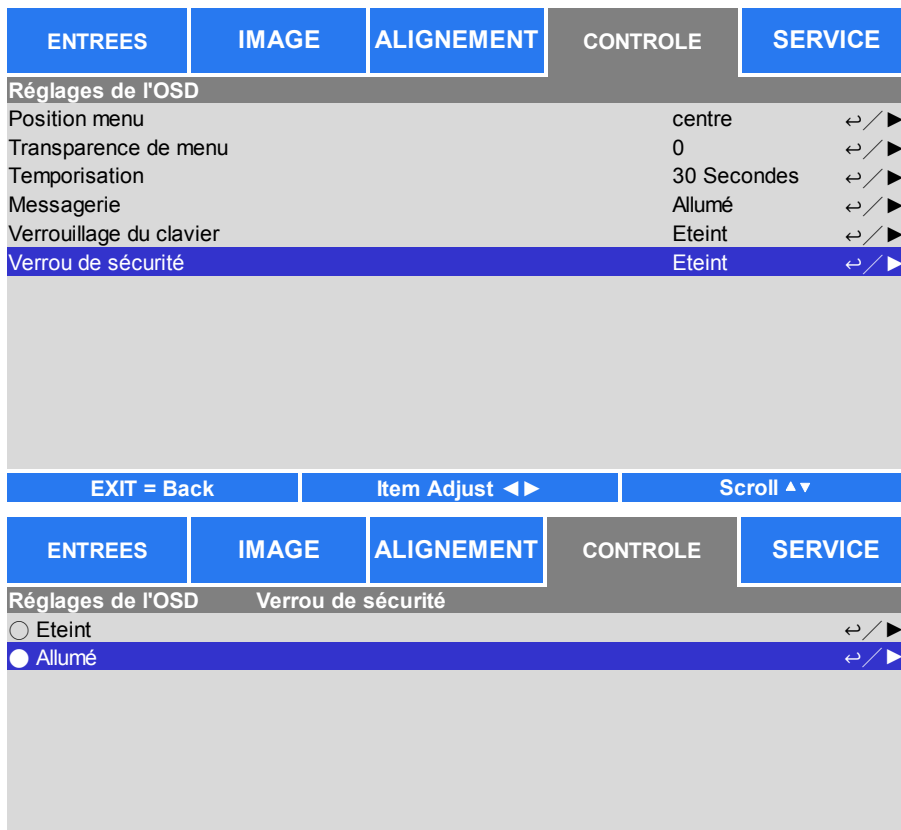 ENTREES IMAGE ALIGNEMENT CONTROLE SERVICE
Réglages de l'OSD
Position menu centre ↩/▶
Transparence de menu 0 ↩/▶
Temporisation 30 Secondes ↩/▶
Messagerie Allumé ↩/▶
Verrouillage du clavier Eteint ↩/▶
Verrou de sécurité Eteint ↩/▶
EXIT = Back Item Adjust ◀▶ Scroll ▲▼
ENTREES IMAGE ALIGNEMENT CONTROLE SERVICE
Réglages de l'OSD Verrou de sécurité
○ Eteint ↩/▶
● Allumé ↩/▶